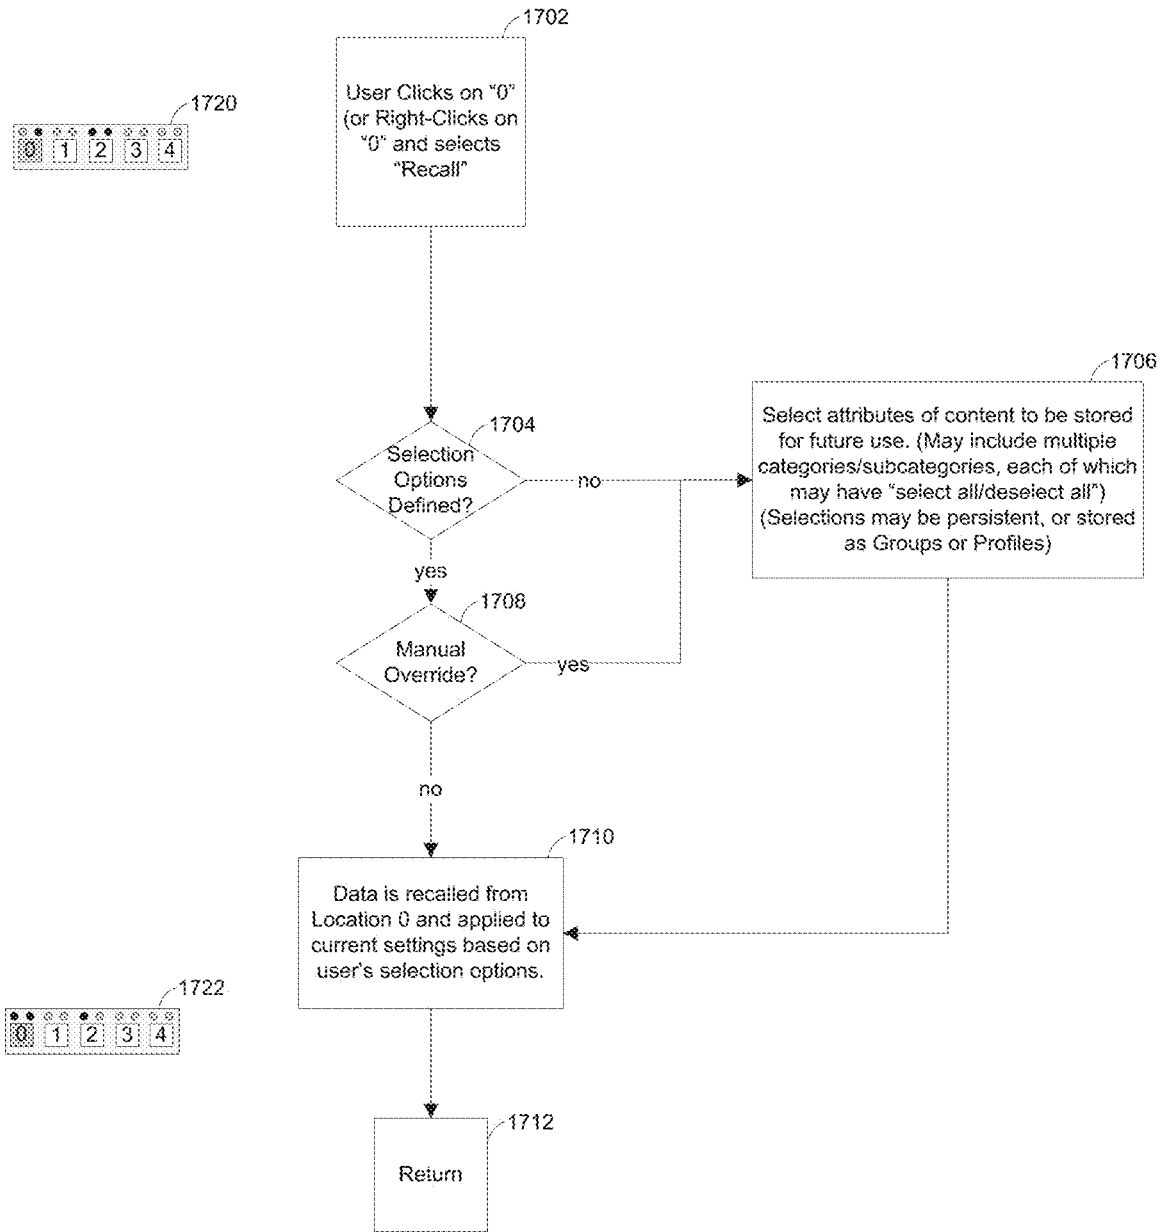 1702
User Clicks on “0”
(or Right-Clicks on
“0” and selects
“Recall”
1720
0 1 2 3 4
1704
Selection
Options
Defined?
no
1706
Select attributes of content to be stored
for future use. (May include multiple
categories/subcategories, each of which
may have “select all/deselect all”)
(Selections may be persistent, or stored
as Groups or Profiles)
yes
1708
Manual
Override?
yes
no
1710
Data is recalled from
Location 0 and applied to
current settings based on
user’s selection options.
1722
0 1 2 3 4
1712
Return